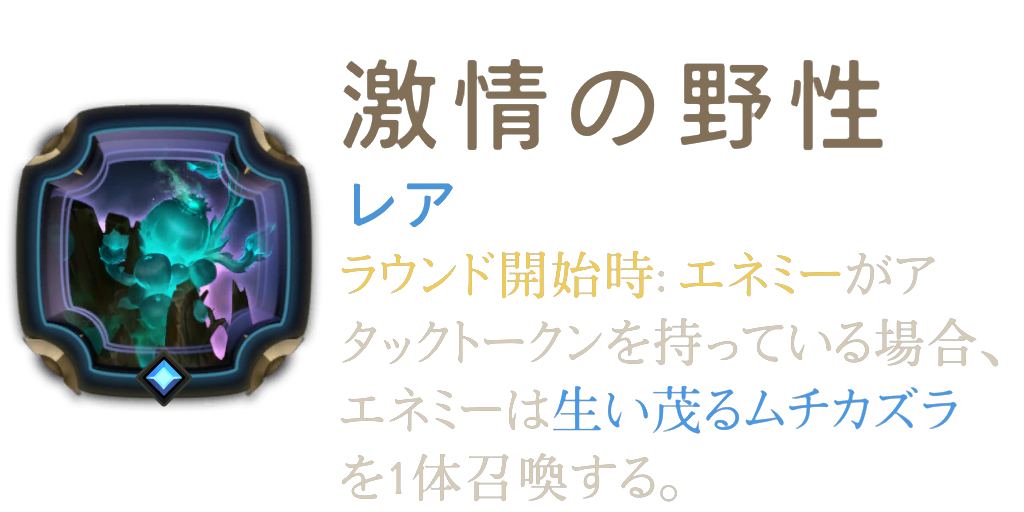 激情の野性
レア
ラウンド開始時: エネミーがア
タックトークンを持っている場合、
エネミーは生い茂るムチカズラ
を1体召喚する。